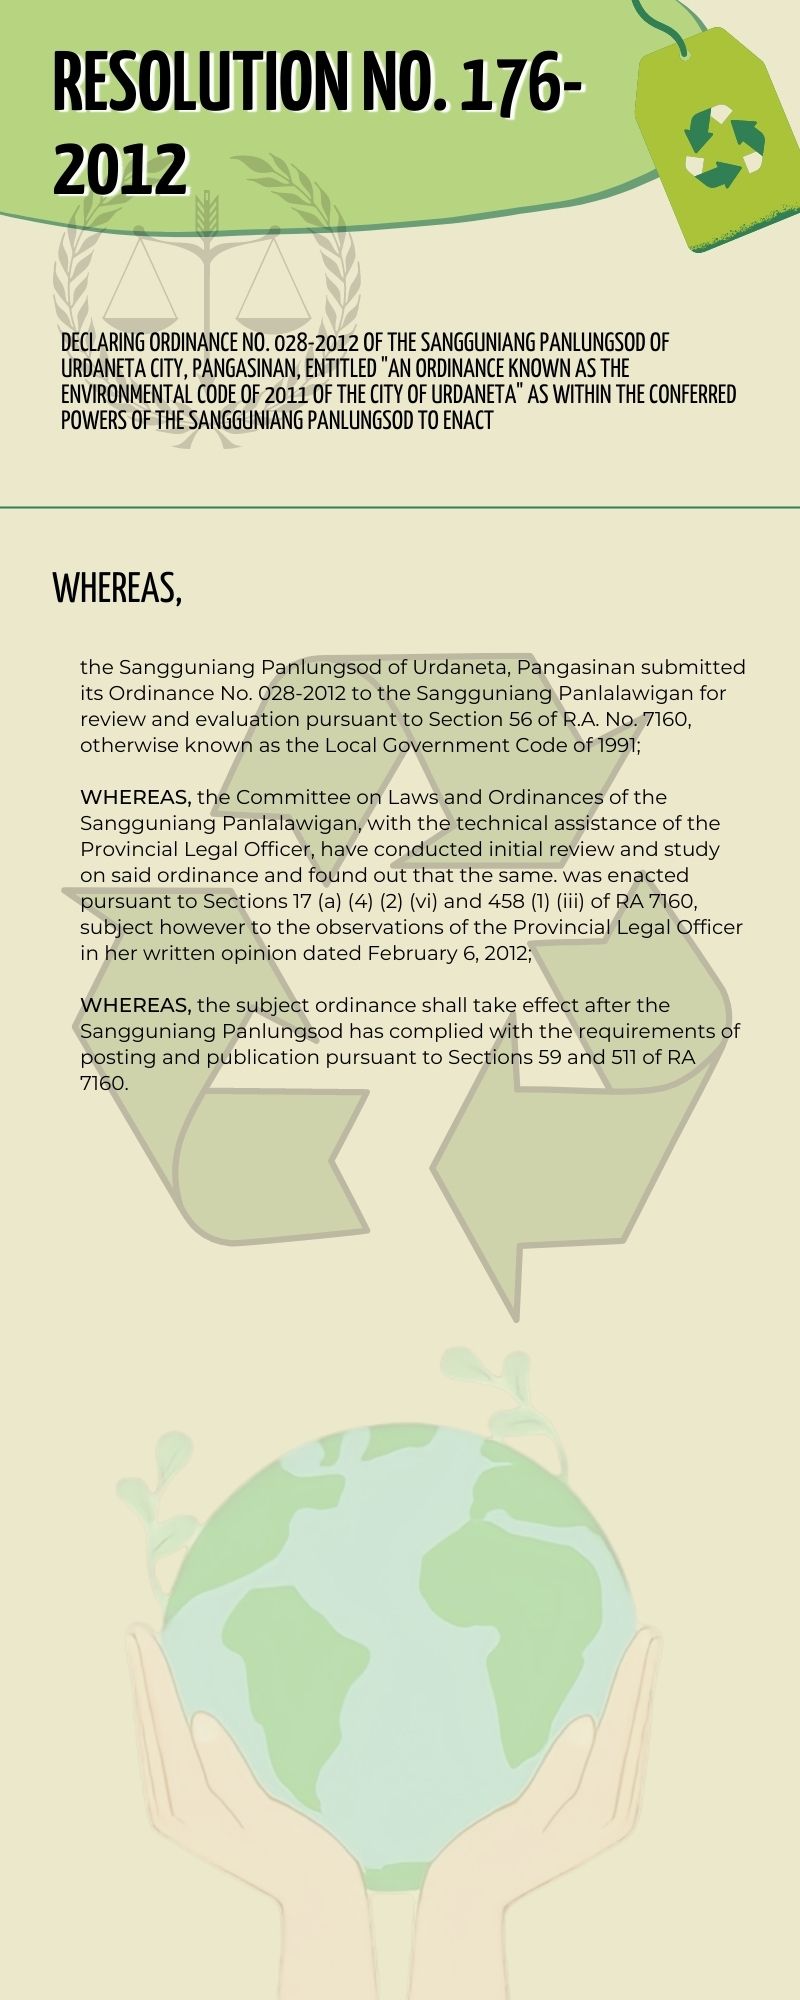 RESOLUTION NO. 176-
2012
DECLARING ORDINANCE NO. 028-2012 OF THE SANGGUNIANG PANLUNGSOD OF
URDANETA CITY, PANGASINAN, ENTITLED "AN ORDINANCE KNOWN AS THE
ENVIRONMENTAL CODE OF 2011 OF THE CITY OF URDANETA" AS WITHIN THE CONFERRED
POWERS OF THE SANGGUNIANG PANLUNGSOD TO ENACT
WHEREAS,
the Sangguniang Panlungsod of Urdaneta, Pangasinan submitted
its Ordinance No. 028-2012 to the Sangguniang Panlalawigan for
review and evaluation pursuant to Section 56 of R.A. No. 7160,
otherwise known as the Local Government Code of 1991;
WHEREAS, the Committee on Laws and Ordinances of the
Sangguniang Panlalawigan, with the technical assistance of the
Provincial Legal Officer, have conducted initial review and study
on said ordinance and found out that the same. was enacted
pursuant to Sections 17 (a) (4) (2) (vi) and 458 (1) (iii) of RA 7160,
subject however to the observations of the Provincial Legal Officer
in her written opinion dated February 6, 2012;
WHEREAS, the subject ordinance shall take effect after the
Sangguniang Panlungsod has complied with the requirements of
posting and publication pursuant to Sections 59 and 511 of RA
7160.